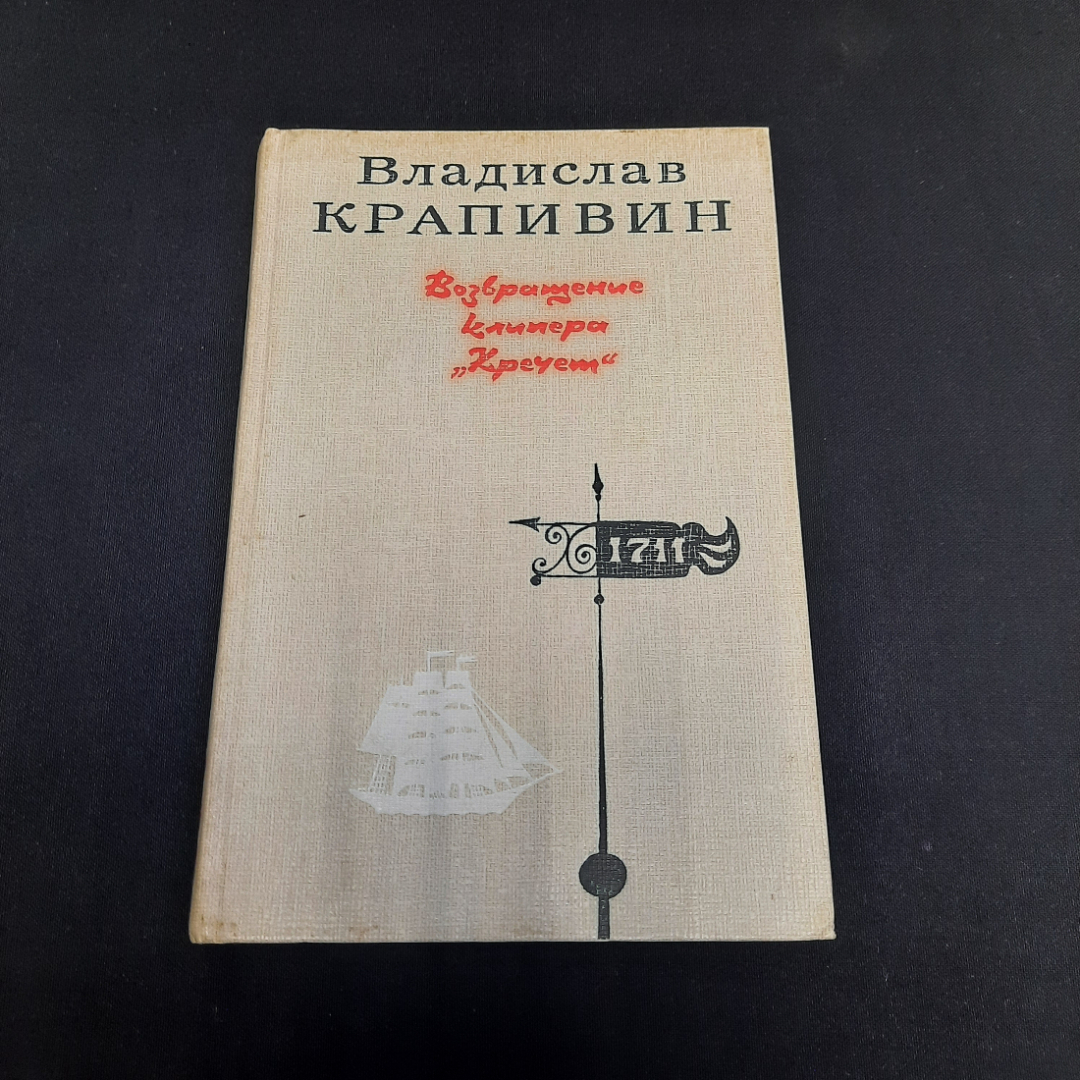 Владислав
КРАПИВИН
Возвращение
клипера
„Кречет“
1711